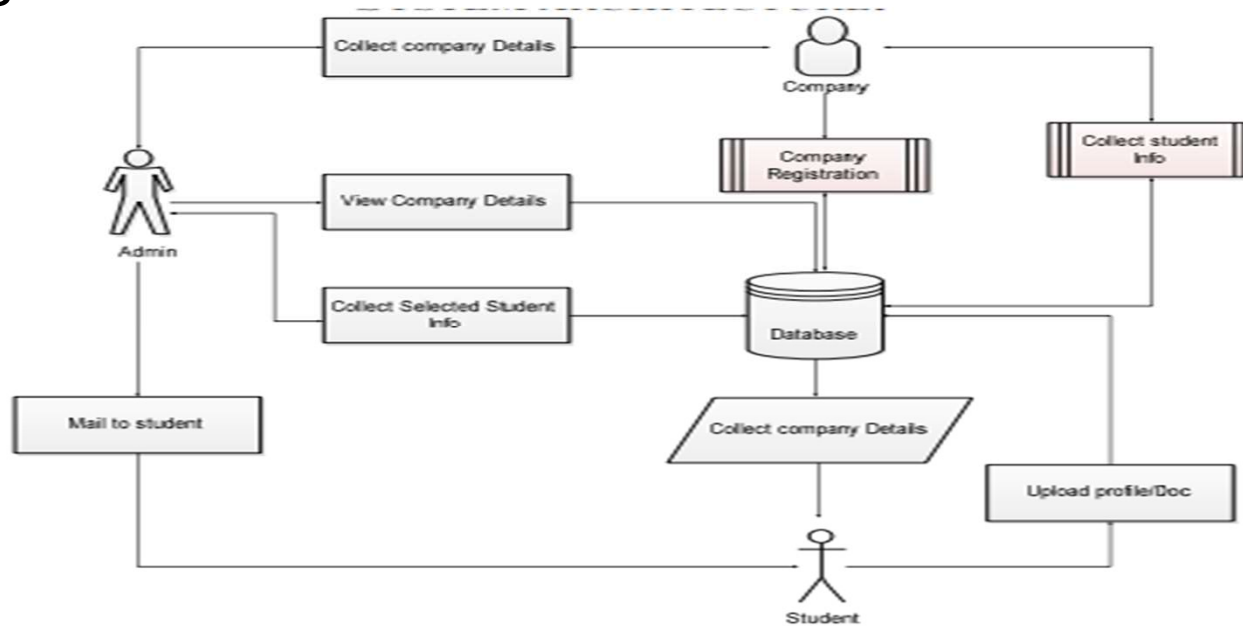 Collect company Details
Company
Company
Registration
Collect student
Info
View Company Details
Admin
Collect Selected Student
Info
Database
Mail to student
Collect company Details
Upload profile/Doc
Student